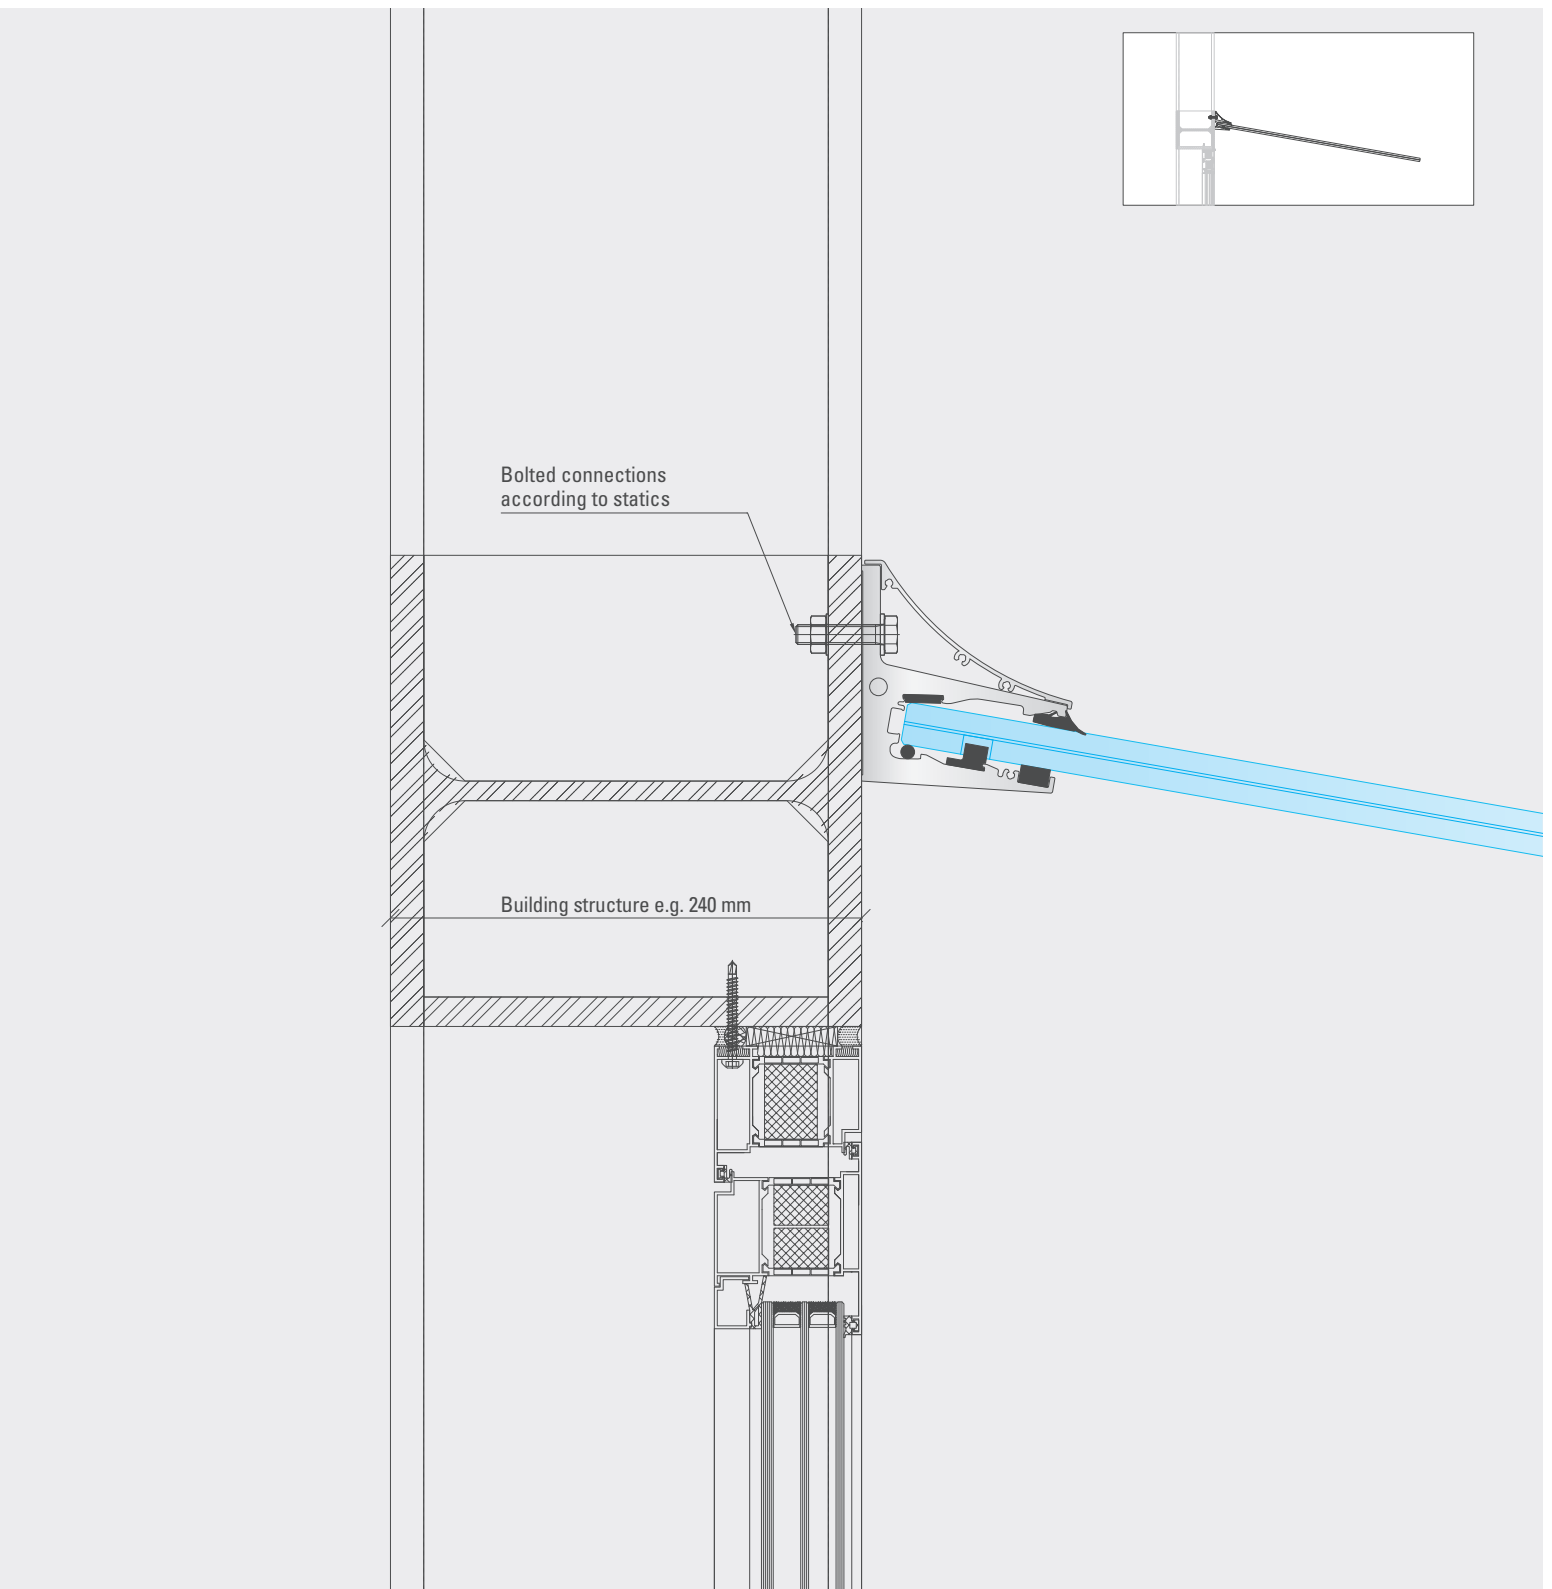 Bolted connections
according to statics
Building structure e.g. 240 mm